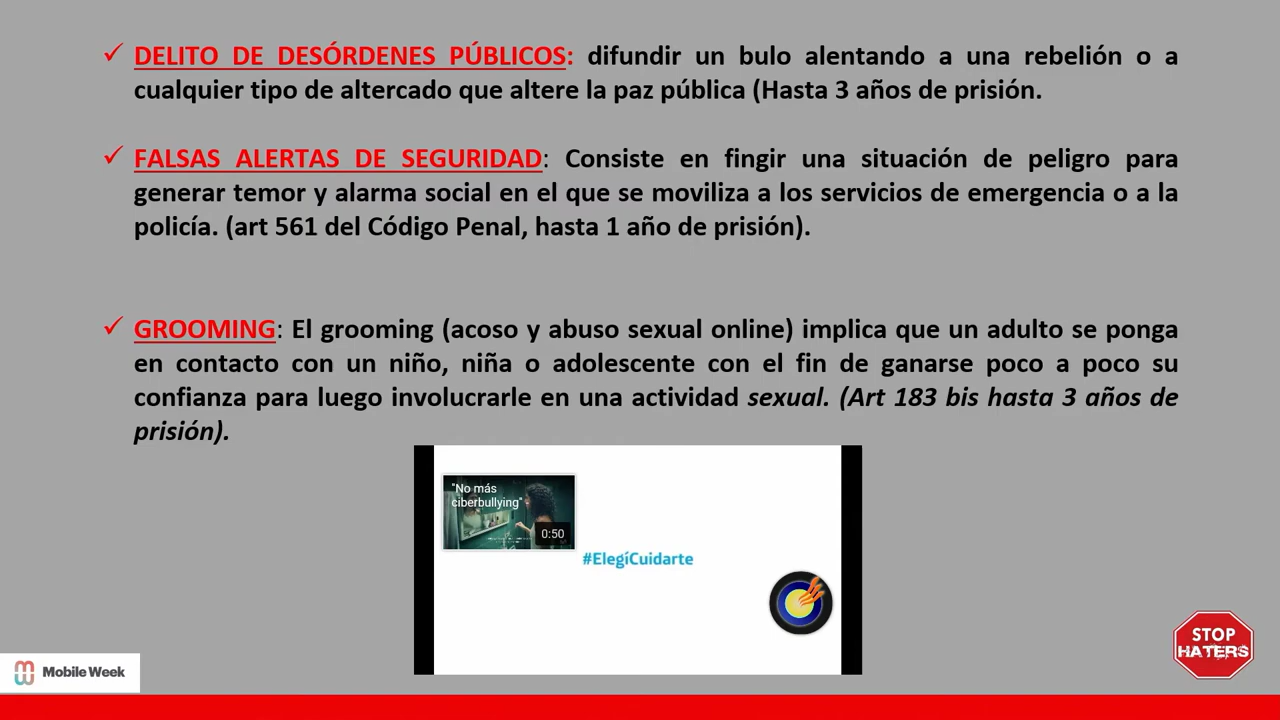 DELITO DE DESÓRDENES PÚBLICOS: difundir un bulo alentando a una rebelión o a
cualquier tipo de altercado que altere la paz pública (Hasta 3 años de prisión.
FALSAS ALERTAS DE SEGURIDAD: Consiste en fingir una situación de peligro para
generar temor y alarma social en el que se moviliza a los servicios de emergencia o a la
policía. (art 561 del Código Penal, hasta 1 año de prisión).
GROOMING: El grooming (acoso y abuso sexual online) implica que un adulto se ponga
en contacto con un niño, niña o adolescente con el fin de ganarse poco a poco su
confianza para luego involucrarle en una actividad sexual. (Art 183 bis hasta 3 años de
prisión).
"No más
ciberbullying"
0:50
#ElegíCuidarte
STOP
HATERS
Mobile Week